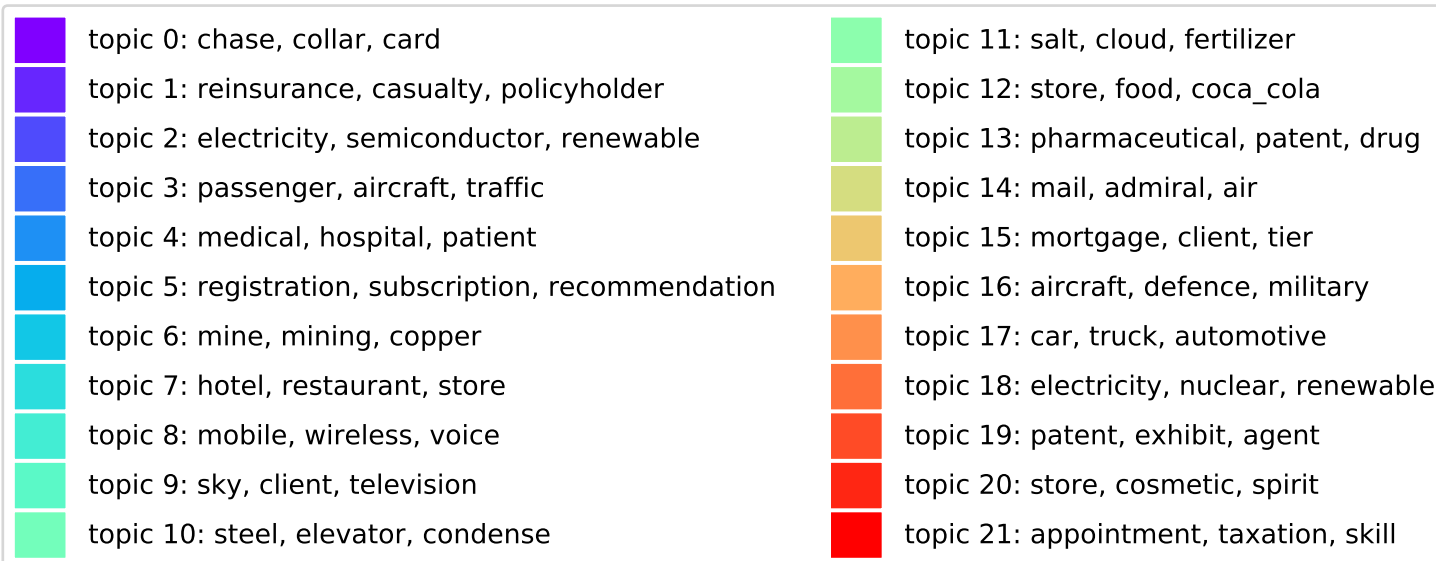 topic 0: chase, collar, card
topic 1: reinsurance, casualty, policyholder
topic 2: electricity, semiconductor, renewable
topic 3: passenger, aircraft, traffic
topic 4: medical, hospital, patient
topic 5: registration, subscription, recommendation
topic 6: mine, mining, copper
topic 7: hotel, restaurant, store
topic 8: mobile, wireless, voice
topic 9: sky, client, television
topic 10: steel, elevator, condense
topic 11: salt, cloud, fertilizer
topic 12: store, food, coca_cola
topic 13: pharmaceutical, patent, drug
topic 14: mail, admiral, air
topic 15: mortgage, client, tier
topic 16: aircraft, defence, military
topic 17: car, truck, automotive
topic 18: electricity, nuclear, renewable
topic 19: patent, exhibit, agent
topic 20: store, cosmetic, spirit
topic 21: appointment, taxation, skill